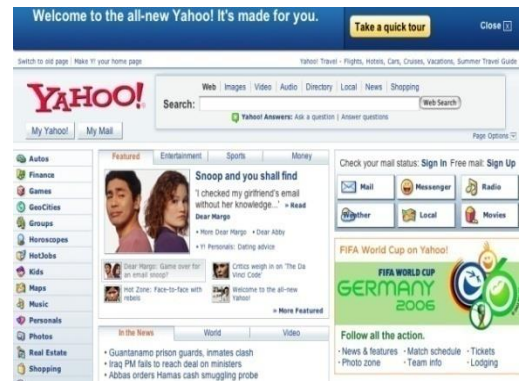 Welcome to the all-new Yahoo! It's made for you.
Take a quick tour
Close
Switch to old page | Make Y! your home page
Yahoo! Travel - Flights, Hotels, Cars, Cruises, Vacations, Summer Travel Guide
YAHOO!
Web | Images | Video | Audio | Directory | Local | News | Shopping
Search:
Web Search
Yahoo! Answers: Ask a question | Answer questions
My Yahoo!
My Mail
Page Options
Autos
Finance
Games
GeoCities
Groups
Horoscopes
HotJobs
Kids
Maps
Music
Personals
Photos
Real Estate
Shopping
Featured
Entertainment
Sports
Money
Snoop and you shall find
'I checked my girlfriend's email
without her knowledge...' » Read
Dear Margo
• More Dear Margo • Dear Abby
• Y! Personals: Dating advice
Dear Margo: Game over for
an email snoop?
Critics weigh in on 'The Da
Vinci Code'
Hot Zone: Face-to-face with
rebels
Welcome to the all-new
Yahoo!
» More Featured
In the News
World
Video
• Guantanamo prison guards, inmates clash
• Iraq PM fails to reach deal on ministers
• Abbas orders Hamas cash smuggling probe
Check your mail status: Sign In Free mail: Sign Up
Mail
Messenger
Radio
Weather
Local
Movies
FIFA World Cup on Yahoo!
FIFA WORLD CUP
GERMANY
2006
Follow all the action.
· News & features · Match schedule · Tickets
· Photo zone · Team info · Lodging